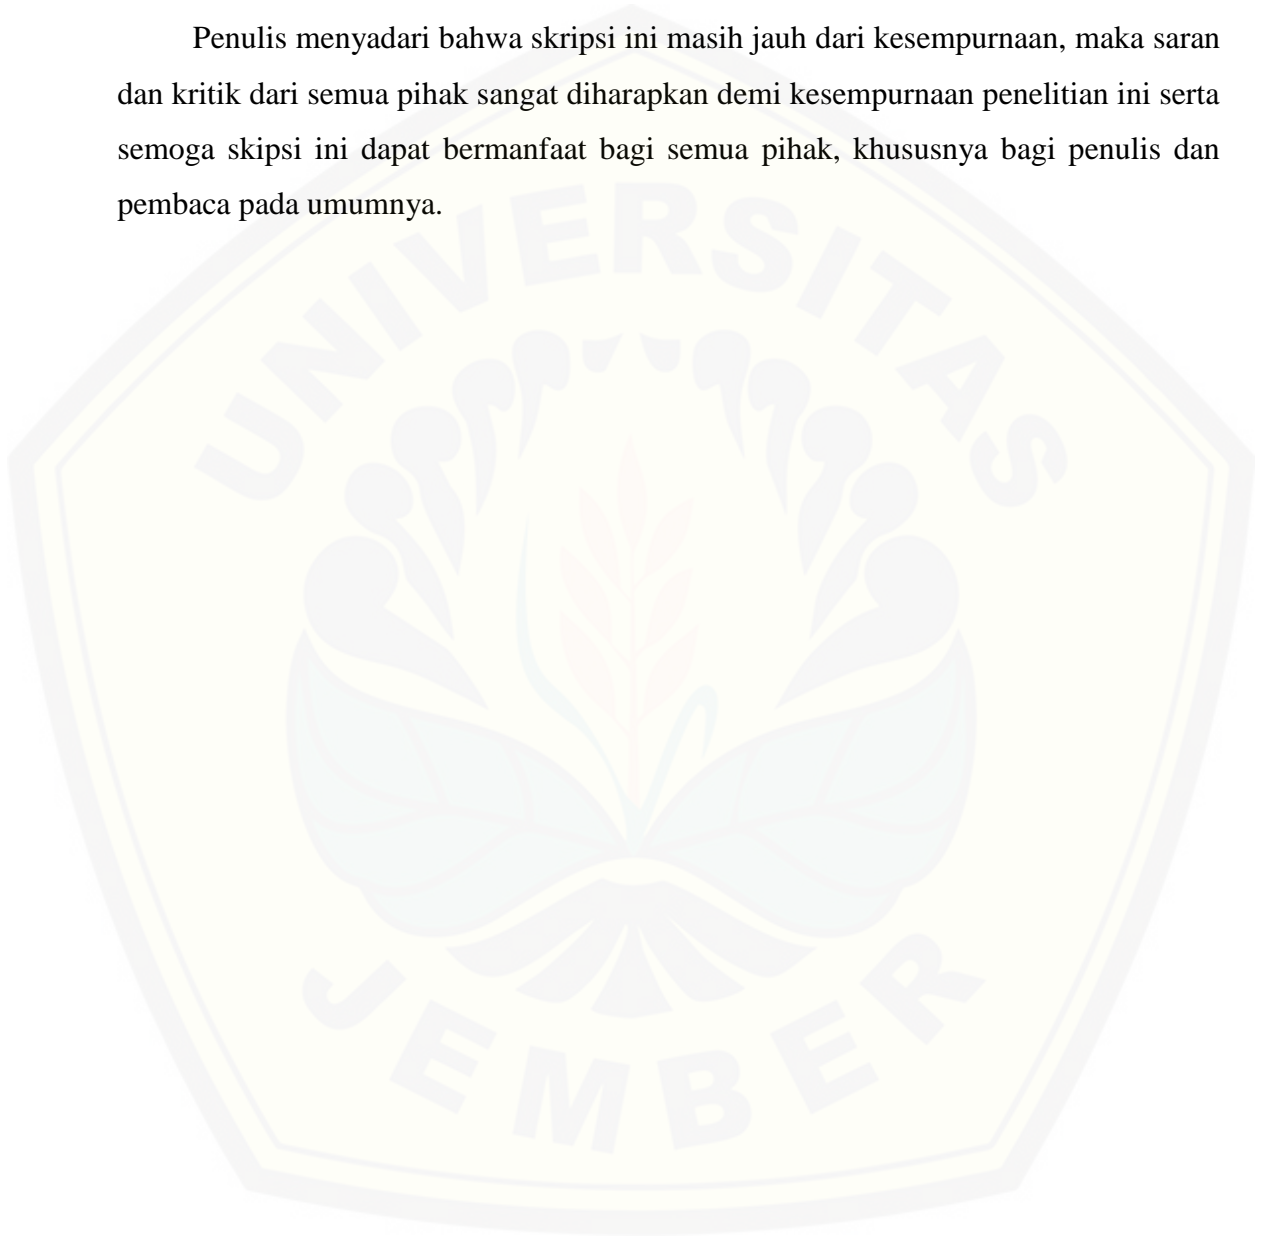 Penulis menyadari bahwa skripsi ini masih jauh dari kesempurnaan, maka saran
dan kritik dari semua pihak sangat diharapkan demi kesempurnaan penelitian ini serta
semoga skipsi ini dapat bermanfaat bagi semua pihak, khususnya bagi penulis dan
pembaca pada umumnya.
UNIVERSITAS
JEMBER